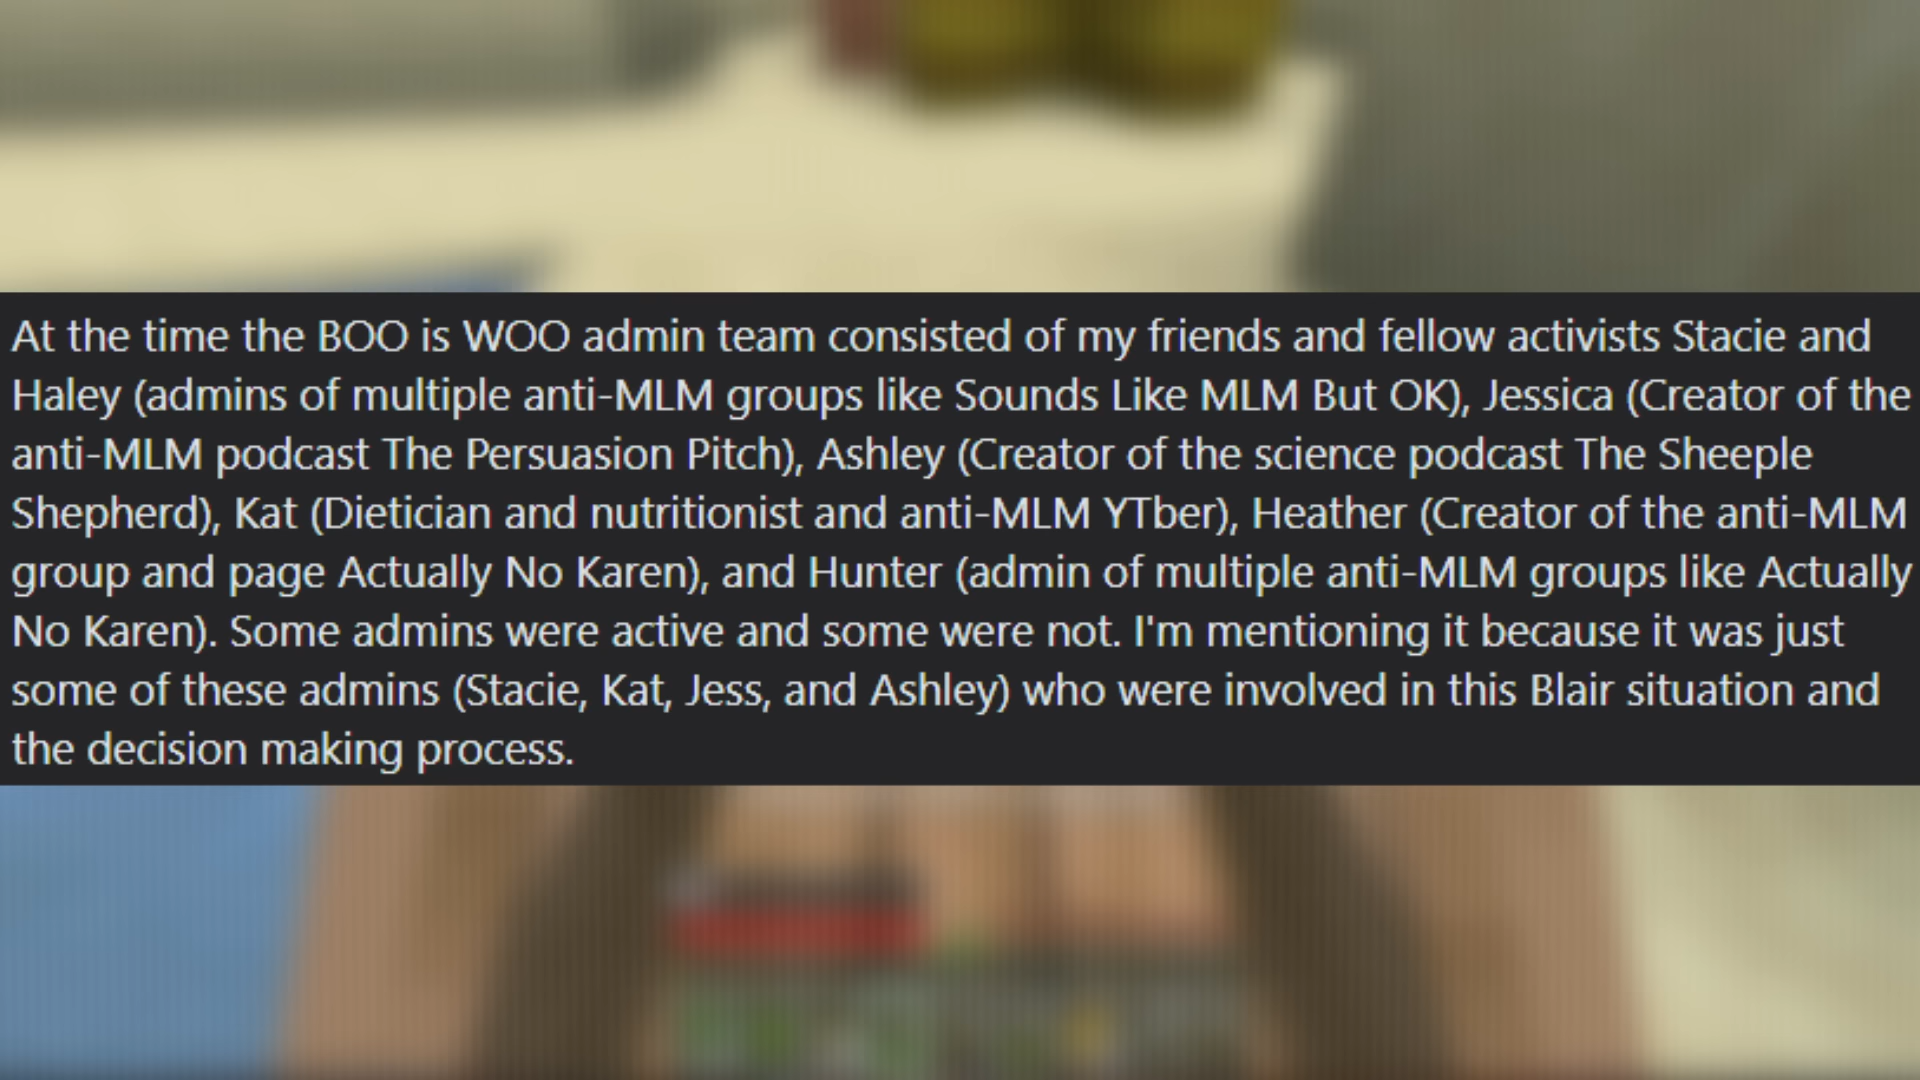 At the time the BOO is WOO admin team consisted of my friends and fellow activists Stacie and
Haley (admins of multiple anti-MLM groups like Sounds Like MLM But OK), Jessica (Creator of the
anti-MLM podcast The Persuasion Pitch), Ashley (Creator of the science podcast The Sheeple
Shepherd), Kat (Dietician and nutritionist and anti-MLM YTber), Heather (Creator of the anti-MLM
group and page Actually No Karen), and Hunter (admin of multiple anti-MLM groups like Actually
No Karen). Some admins were active and some were not. I'm mentioning it because it was just
some of these admins (Stacie, Kat, Jess, and Ashley) who were involved in this Blair situation and
the decision making process.